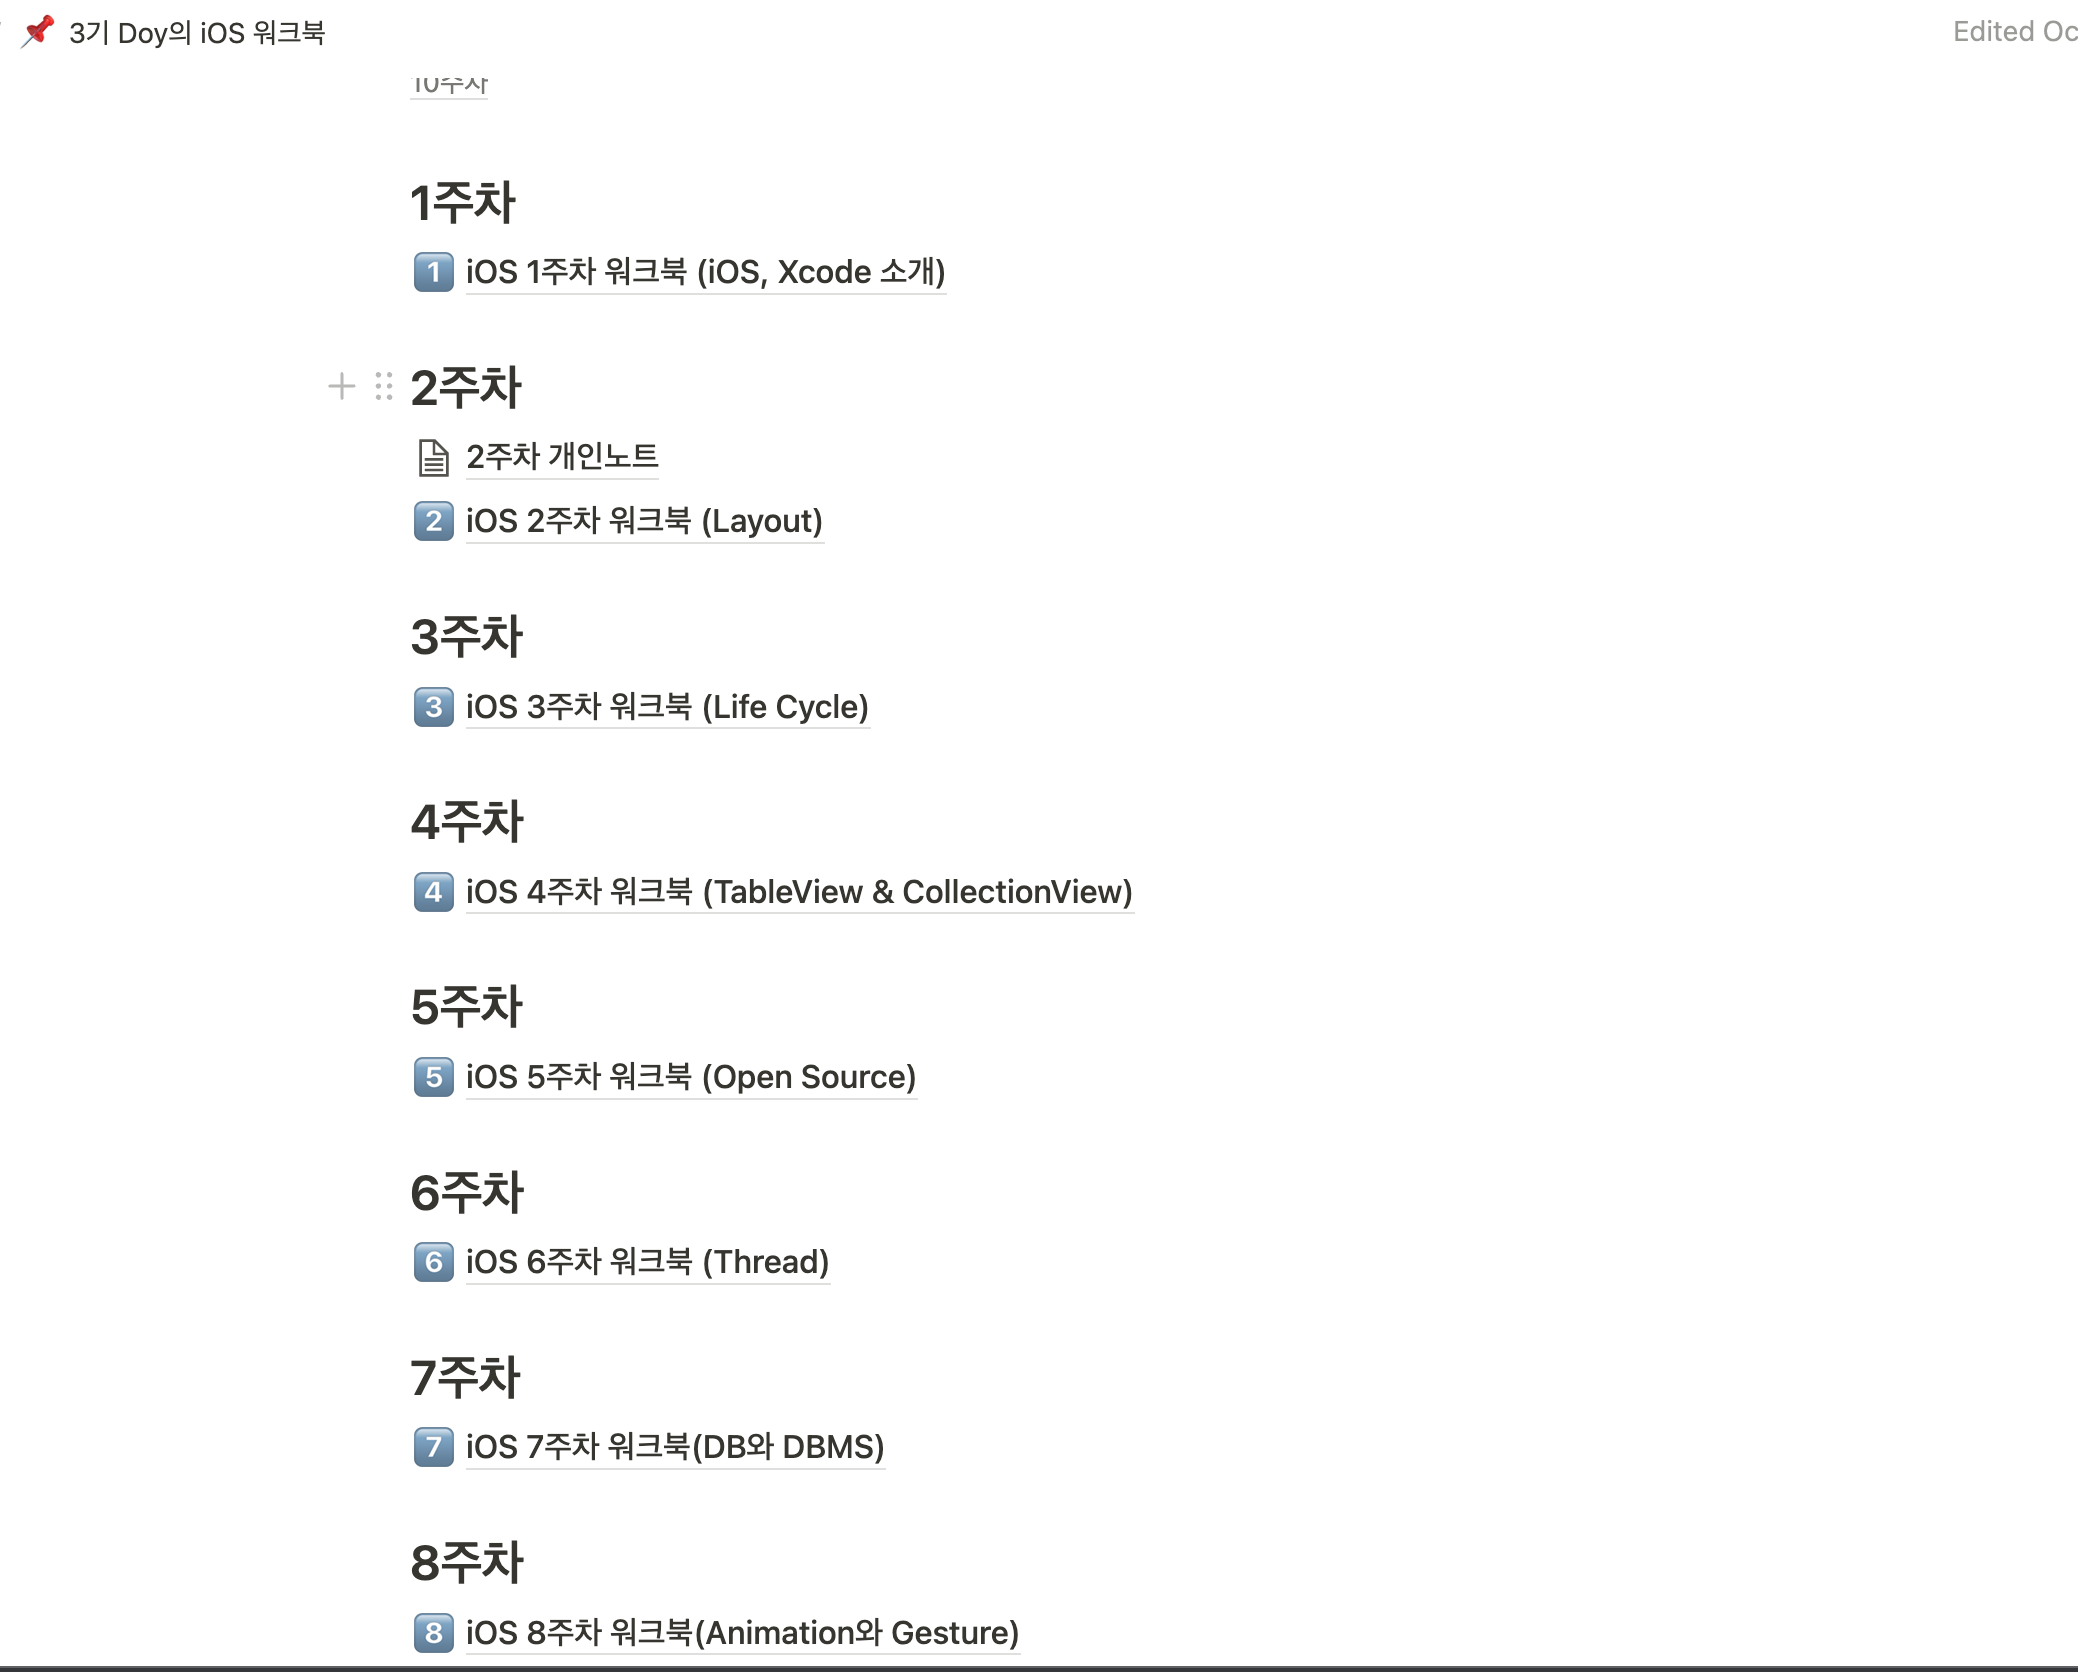 3기 Doy의 iOS 워크북
Edited Oc
10주차
1주차
1 iOS 1주차 워크북 (iOS, Xcode 소개)
2주차
2주차 개인노트
2 iOS 2주차 워크북 (Layout)
3주차
3 iOS 3주차 워크북 (Life Cycle)
4주차
4 iOS 4주차 워크북 (TableView & CollectionView)
5주차
5 iOS 5주차 워크북 (Open Source)
6주차
6 iOS 6주차 워크북 (Thread)
7주차
7 iOS 7주차 워크북(DB와 DBMS)
8주차
8 iOS 8주차 워크북(Animation와 Gesture)